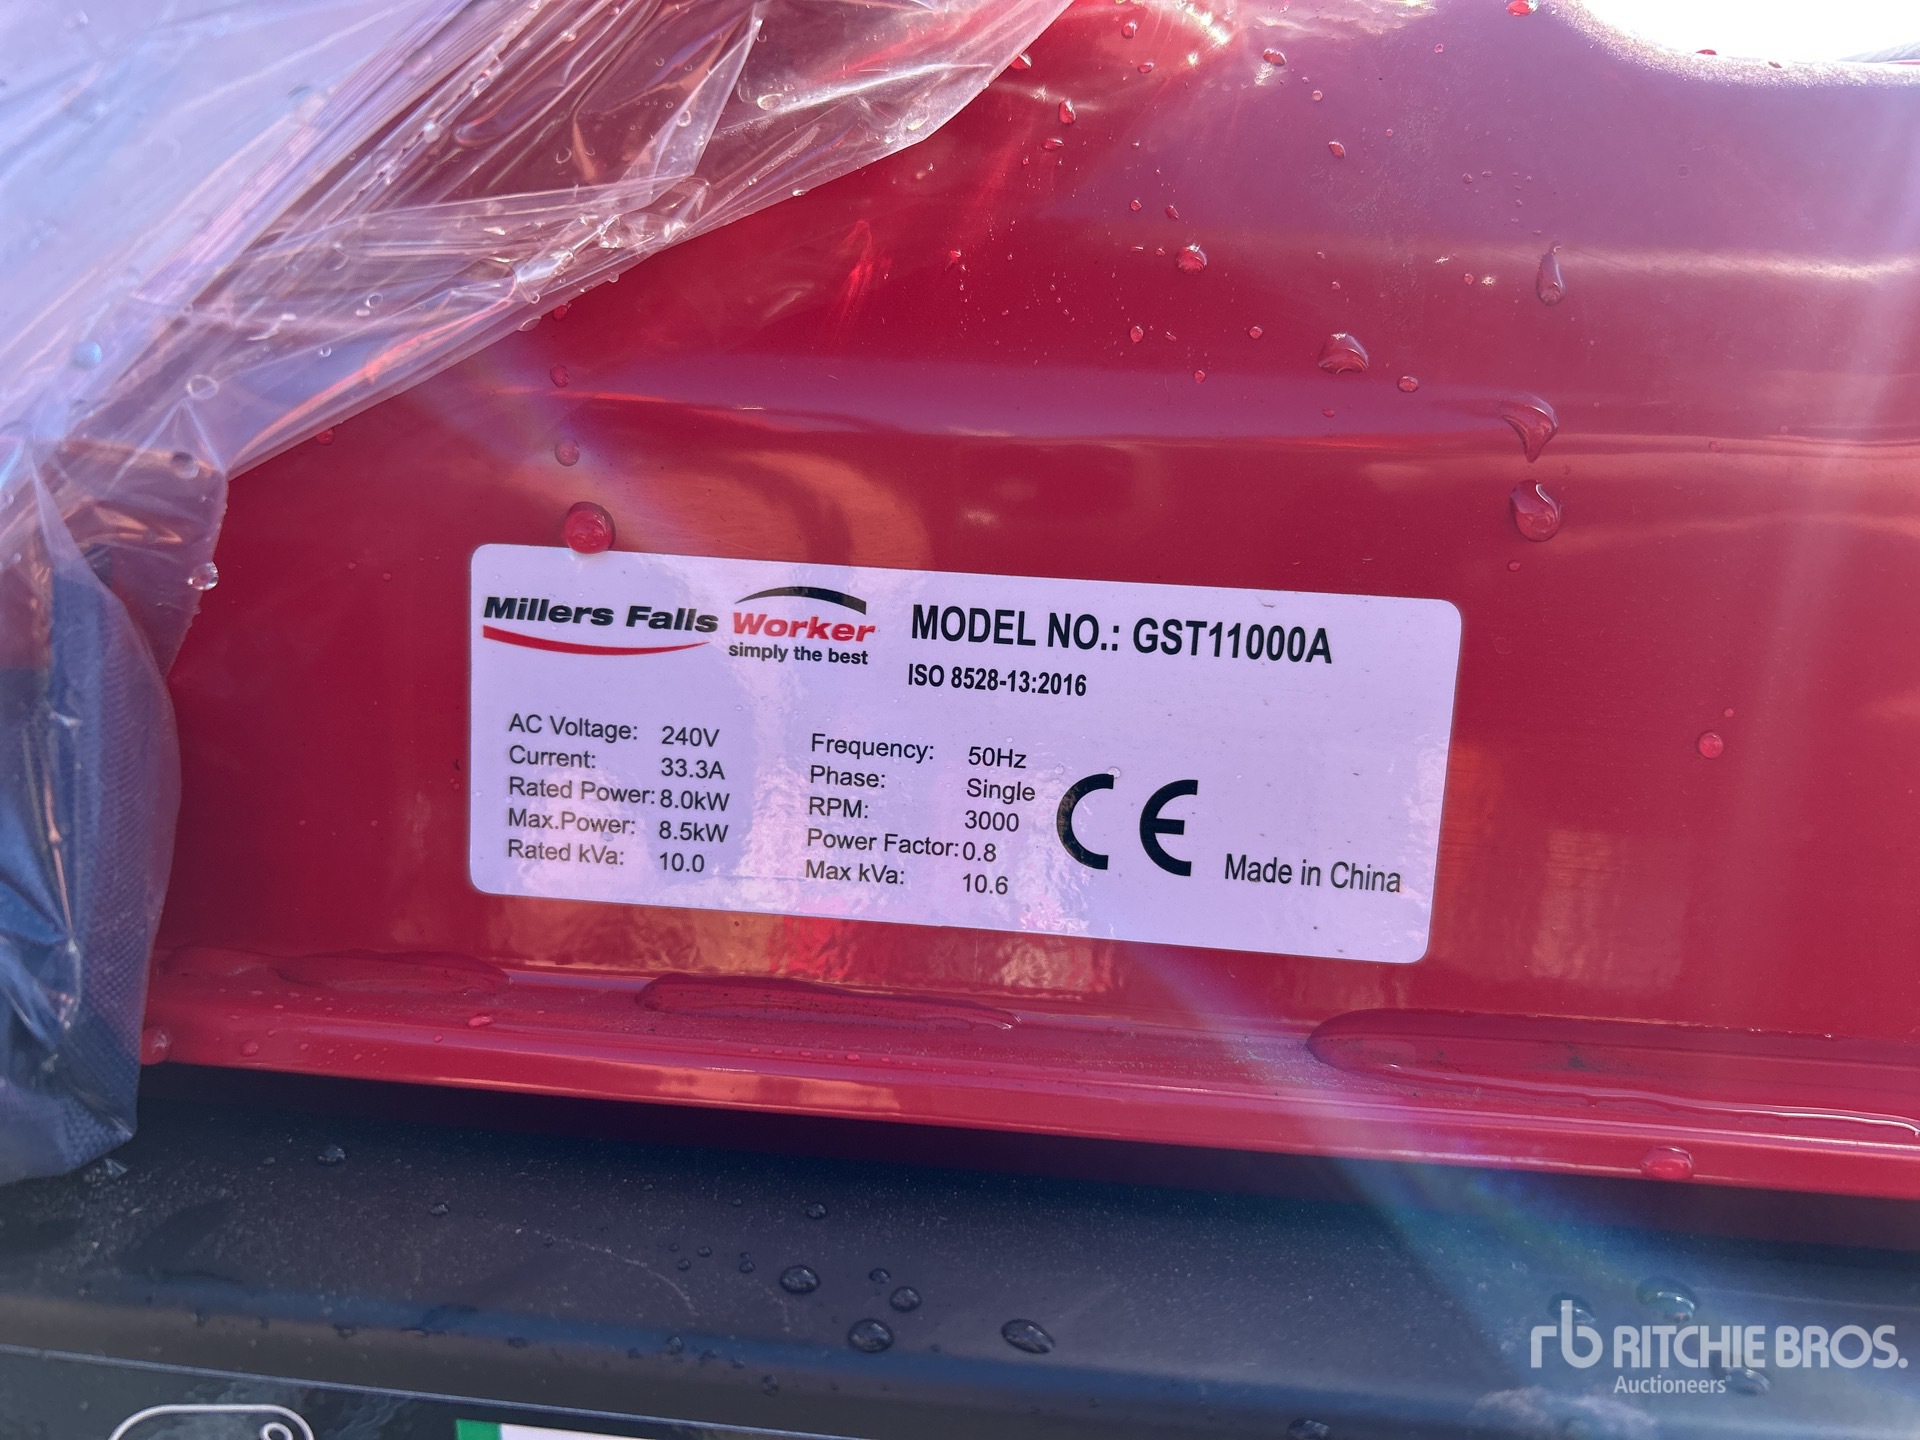 Millers Falls Worker
simply the best
MODEL NO.: GST11000A
ISO 8528-13:2016
AC Voltage: 240V
Current: 33.3A
Rated Power: 8.0kW
Max.Power: 8.5kW
Rated kVa: 10.0
Frequency: 50Hz
Phase: Single
RPM: 3000
Power Factor: 0.8
Max kVa: 10.6
CE
Made in China
rb RITCHIE BROS.
Auctioneers